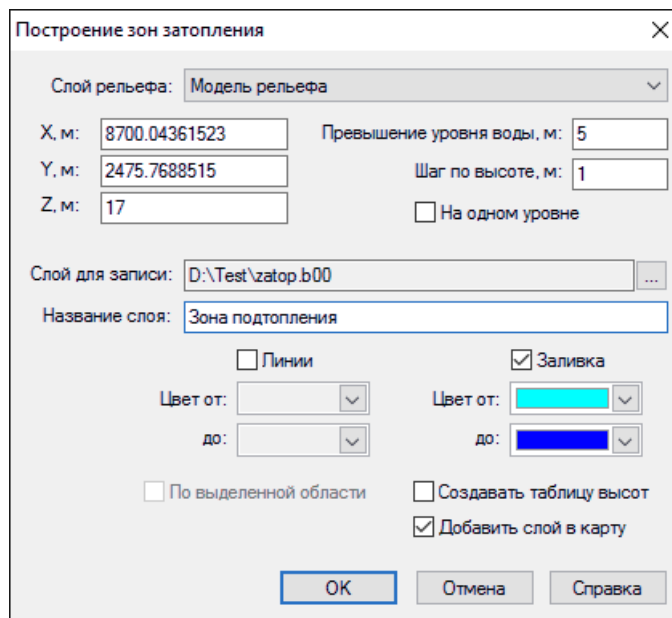 Построение зон затопления
Слой рельефа: Модель рельефа
X, м: 8700.04361523 Превышение уровня воды, м: 5
Y, м: 2475.7688515 Шаг по высоте, м: 1
Z, м: 17 На одном уровне
Слой для записи: D:\Test\zatop.b00 ...
Название слоя: Зона подтопления
Линии Заливка
Цвет от: Цвет от:
до: до:
По выделенной области Создавать таблицу высот
Добавить слой в карту
OK Отмена Справка